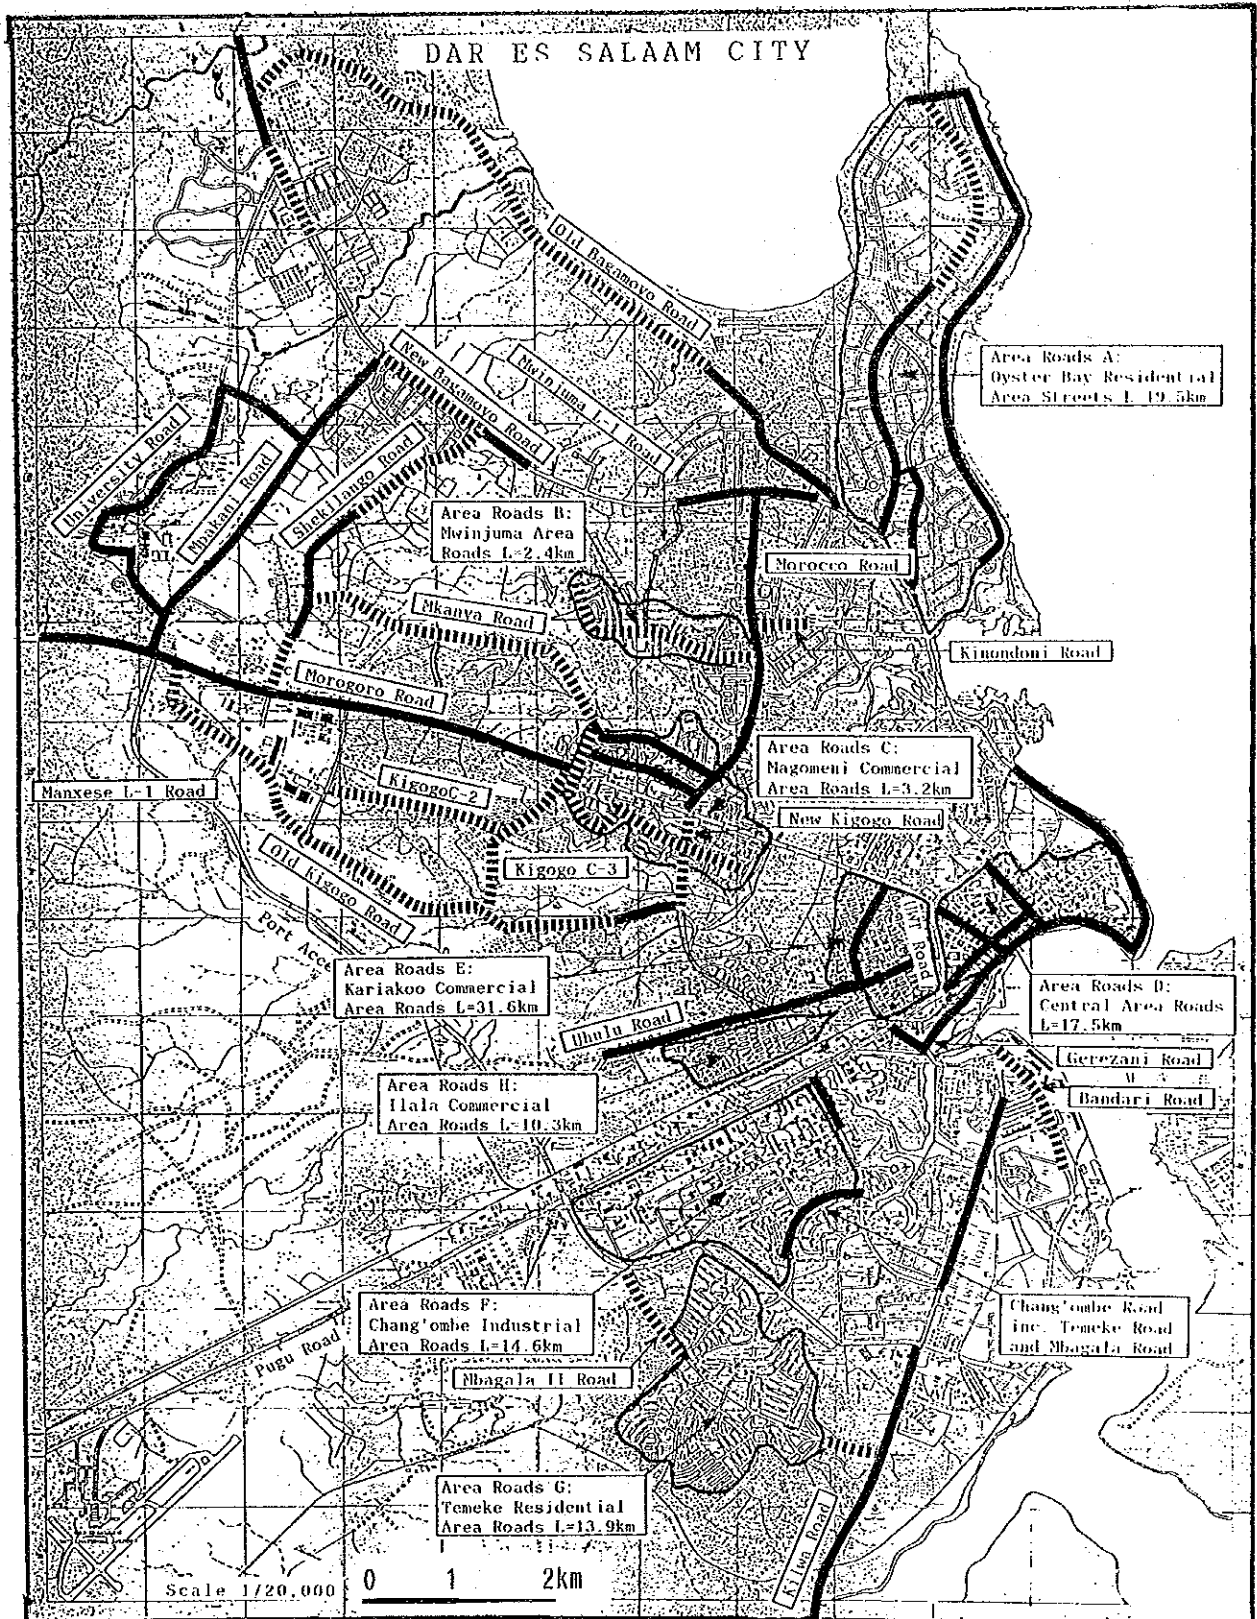 DAR ES SALAAM CITY
Old Bagamoyo Road
New Bagamoyo Road
Mwinjuma L-1 Road
Area Roads A:
Oyster Bay Residential
Area Streets L 19.5km
University Road
Mpakani Road
Shekilango Road
Area Roads B:
Mwinjuma Area
Roads L=2.4km
Morocco Road
Mkanya Road
Kinondoni Road
Morogoro Road
Area Roads C:
Magomeni Commercial
Area Roads L=3.2km
Manxese L-1 Road
KigogoC-2
New Kigogo Road
Old Kigogo Road
Kigogo C-3
Port Acce
Area Roads E:
Kariakoo Commercial
Area Roads L=31.6km
Area Roads D:
Central Area Roads
L=17.5km
Uhulu Road
Gerezani Road
Bandari Road
Area Roads H:
Ilala Commercial
Area Roads L=10.3km
Area Roads F:
Chang'ombe Industrial
Area Roads L=14.6km
Chang'ombe Road
inc. Temeke Road
and Mbagala Road
Pugu Road
Mbagala II Road
Area Roads G:
Temeke Residential
Area Roads L=13.9km
Kilwa Road
Scale 1/20,000
0 1 2km